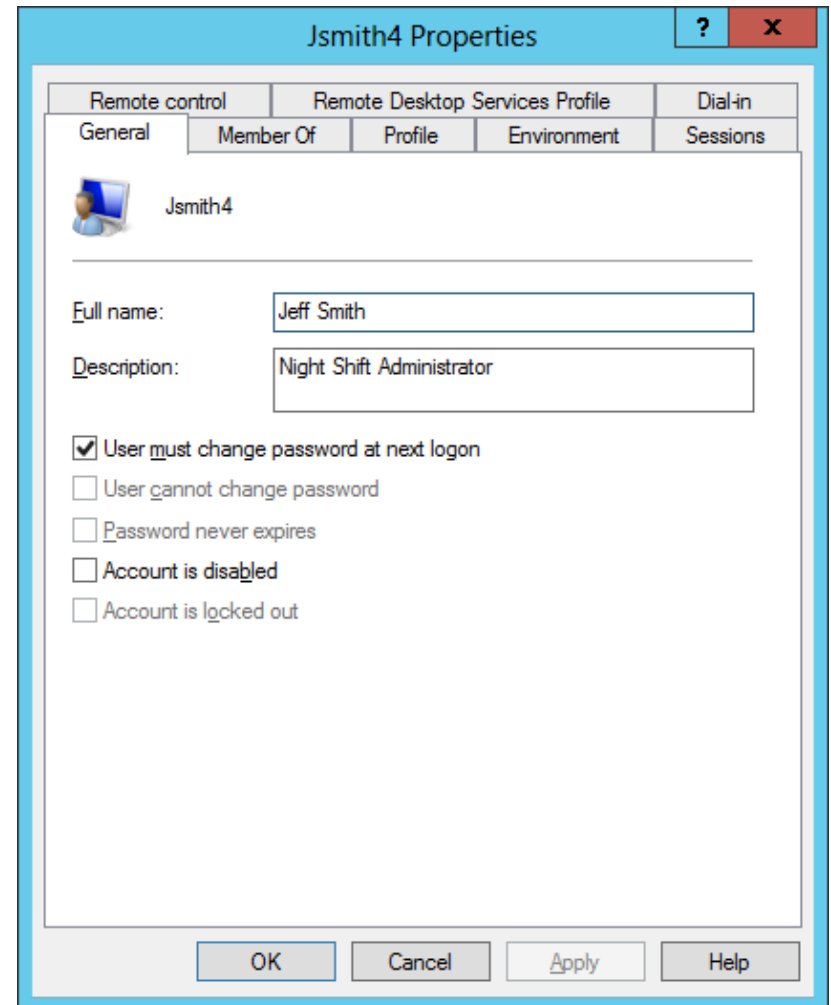 Jsmith4 Properties
?
x
Remote control
Remote Desktop Services Profile
Dial-in
General
Member Of
Profile
Environment
Sessions
Jsmith4
Full name:
Jeff Smith
Description:
Night Shift Administrator
User must change password at next logon
User cannot change password
Password never expires
Account is disabled
Account is locked out
OK
Cancel
Apply
Help